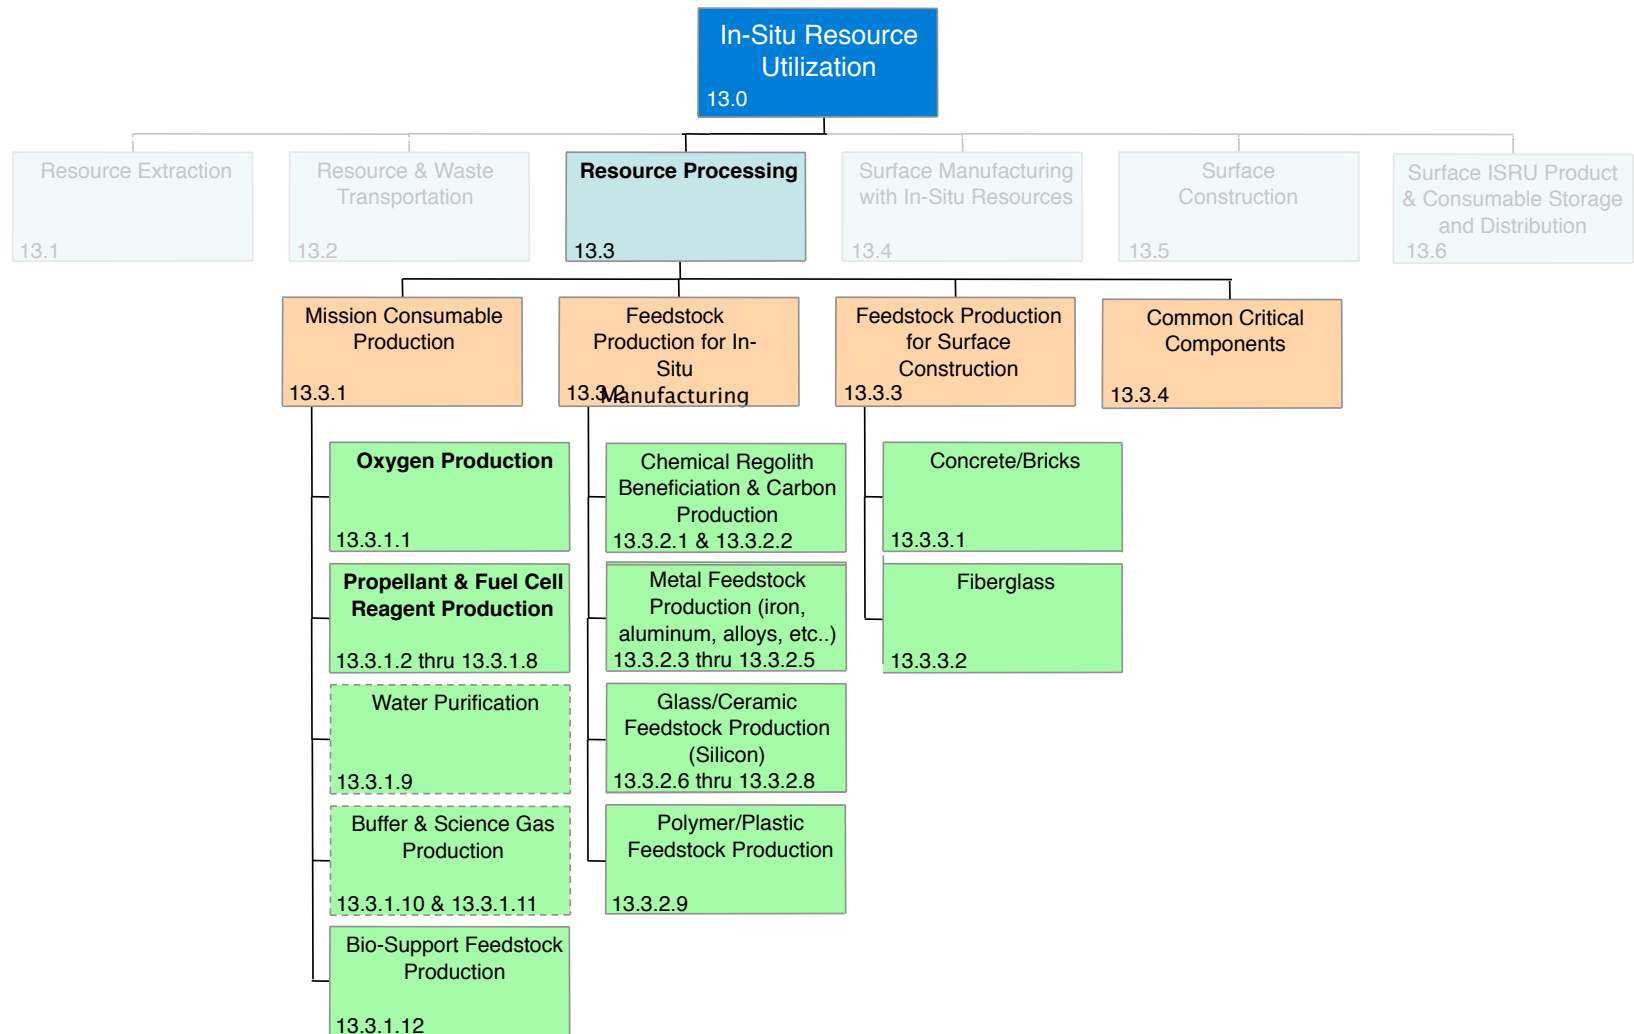 In-Situ Resource
Utilization
13.0
Resource Extraction
13.1
Resource & Waste
Transportation
13.2
Resource Processing
13.3
Surface Manufacturing
with In-Situ Resources
13.4
Surface
Construction
13.5
Surface ISRU Product
& Consumable Storage
and Distribution
13.6
Mission Consumable
Production
13.3.1
Feedstock
Production for In-
Situ
Manufacturing
13.3.2
Feedstock Production
for Surface
Construction
13.3.3
Common Critical
Components
13.3.4
Oxygen Production
13.3.1.1
Propellant & Fuel Cell
Reagent Production
13.3.1.2 thru 13.3.1.8
Water Purification
13.3.1.9
Buffer & Science Gas
Production
13.3.1.10 & 13.3.1.11
Bio-Support Feedstock
Production
13.3.1.12
Chemical Regolith
Beneficiation & Carbon
Production
13.3.2.1 & 13.3.2.2
Metal Feedstock
Production (iron,
aluminum, alloys, etc..)
13.3.2.3 thru 13.3.2.5
Glass/Ceramic
Feedstock Production
(Silicon)
13.3.2.6 thru 13.3.2.8
Polymer/Plastic
Feedstock Production
13.3.2.9
Concrete/Bricks
13.3.3.1
Fiberglass
13.3.3.2